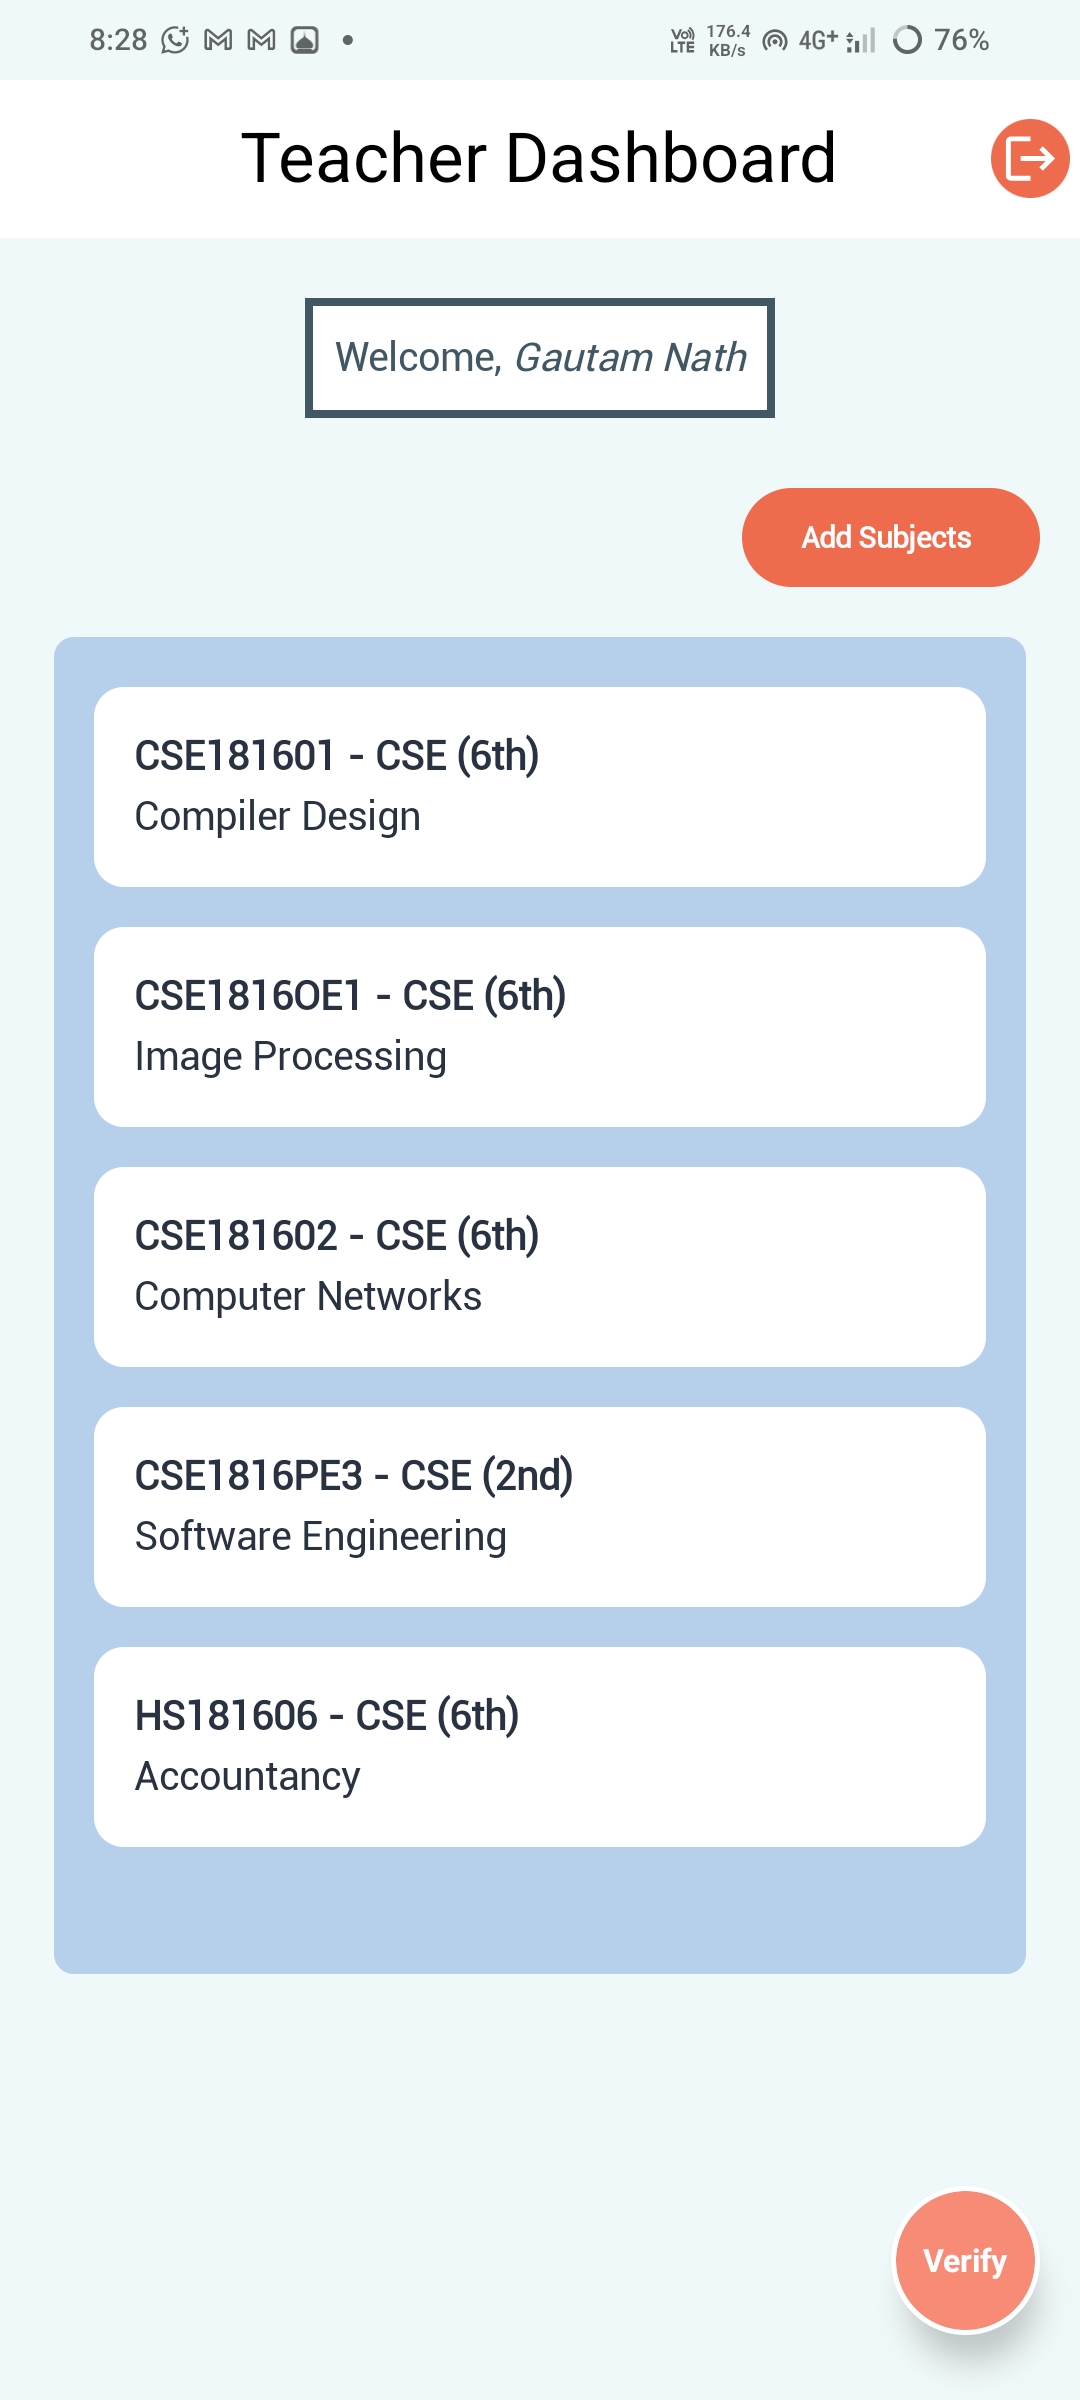 8:28
Vo) LTE 176.4 KB/s 4G+ 76%
Teacher Dashboard
Welcome, Gautam Nath
Add Subjects
CSE181601 - CSE (6th)
Compiler Design
CSE1816OE1 - CSE (6th)
Image Processing
CSE181602 - CSE (6th)
Computer Networks
CSE1816PE3 - CSE (2nd)
Software Engineering
HS181606 - CSE (6th)
Accountancy
Verify